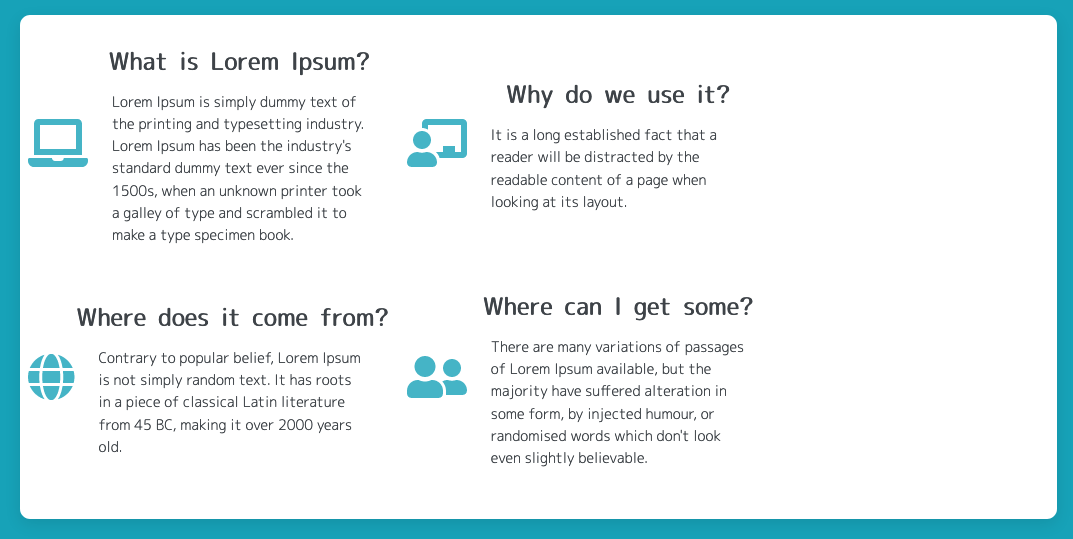 What is Lorem Ipsum?
Lorem Ipsum is simply dummy text of
the printing and typesetting industry.
Lorem Ipsum has been the industry's
standard dummy text ever since the
1500s, when an unknown printer took
a galley of type and scrambled it to
make a type specimen book.
Why do we use it?
It is a long established fact that a
reader will be distracted by the
readable content of a page when
looking at its layout.
Where does it come from?
Contrary to popular belief, Lorem Ipsum
is not simply random text. It has roots
in a piece of classical Latin literature
from 45 BC, making it over 2000 years
old.
Where can I get some?
There are many variations of passages
of Lorem Ipsum available, but the
majority have suffered alteration in
some form, by injected humour, or
randomised words which don't look
even slightly believable.